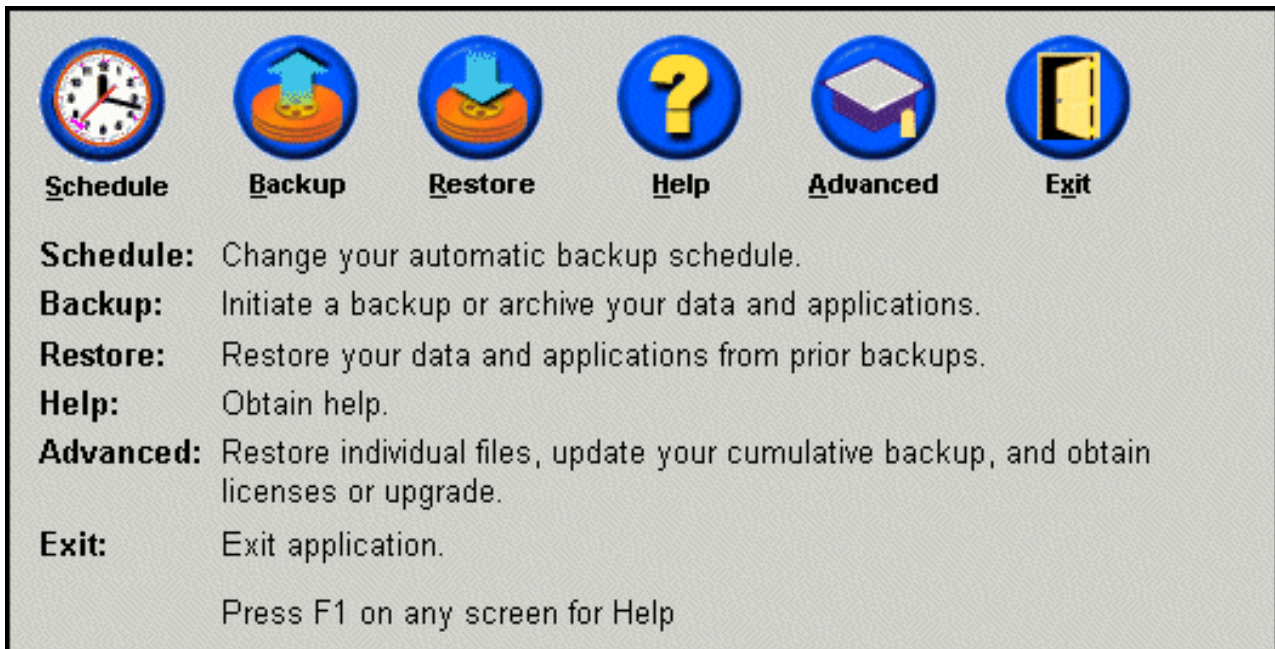 Schedule Backup Restore Help Advanced Exit
Schedule: Change your automatic backup schedule.
Backup: Initiate a backup or archive your data and applications.
Restore: Restore your data and applications from prior backups.
Help: Obtain help.
Advanced: Restore individual files, update your cumulative backup, and obtain
licenses or upgrade.
Exit: Exit application.
Press F1 on any screen for Help